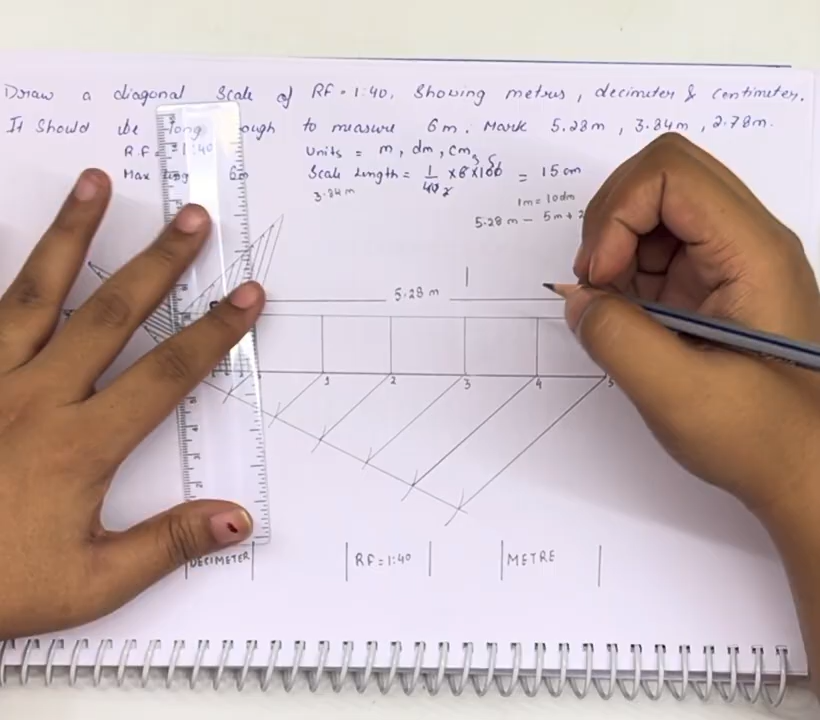 Draw a diagonal Scale of RF = 1:40, Showing metres, decimeter & Centimeter.
It Should be long ough to measure 6m. Mark 5.28m, 3.84m, 2.78m.
R.F = 1:40
Units = m, dm, cm
Max 6m
Scale Length = 1/40 x 6 x 100 = 15 cm
3.84 m
1m = 10dm
5.28 m - 5m + 2
5.28 m
1 2 3 4 5
DECIMETER RF = 1:40 METRE